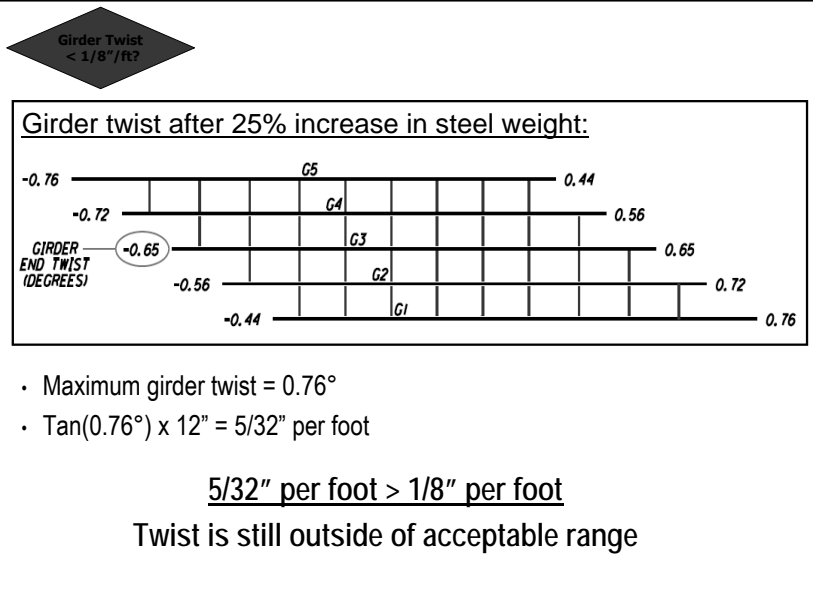 Girder Twist
< 1/8”/ft?
Girder twist after 25% increase in steel weight:
-0.76 G5 0.44
-0.72 G4 0.56
GIRDER END TWIST (DEGREES) -0.65 G3 0.65
-0.56 G2 0.72
-0.44 G1 0.76
• Maximum girder twist = 0.76°
• Tan(0.76°) x 12” = 5/32” per foot
5/32” per foot > 1/8” per foot
Twist is still outside of acceptable range